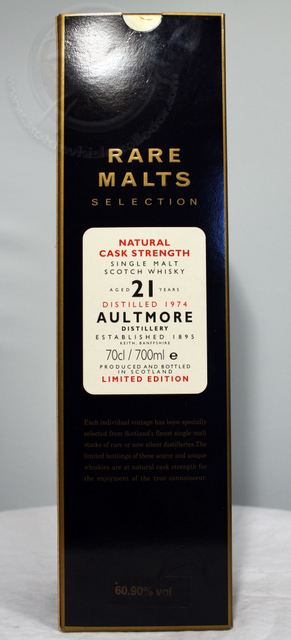 RARE
MALTS
SELECTION
NATURAL
CASK STRENGTH
SINGLE MALT
SCOTCH WHISKY
AGED 21 YEARS
DISTILLED 1974
AULTMORE
DISTILLERY
ESTABLISHED 1895
KEITH, BANFFSHIRE
70cl / 700ml e
PRODUCED AND BOTTLED
IN SCOTLAND
LIMITED EDITION
Each individual vintage has been specially
selected from Scotland's finest single malt
stocks of rare or now silent distilleries. The
limited bottlings of these scarce and unique
whiskies are at natural cask strength for
the enjoyment of the true connoisseur.
60.90% vol